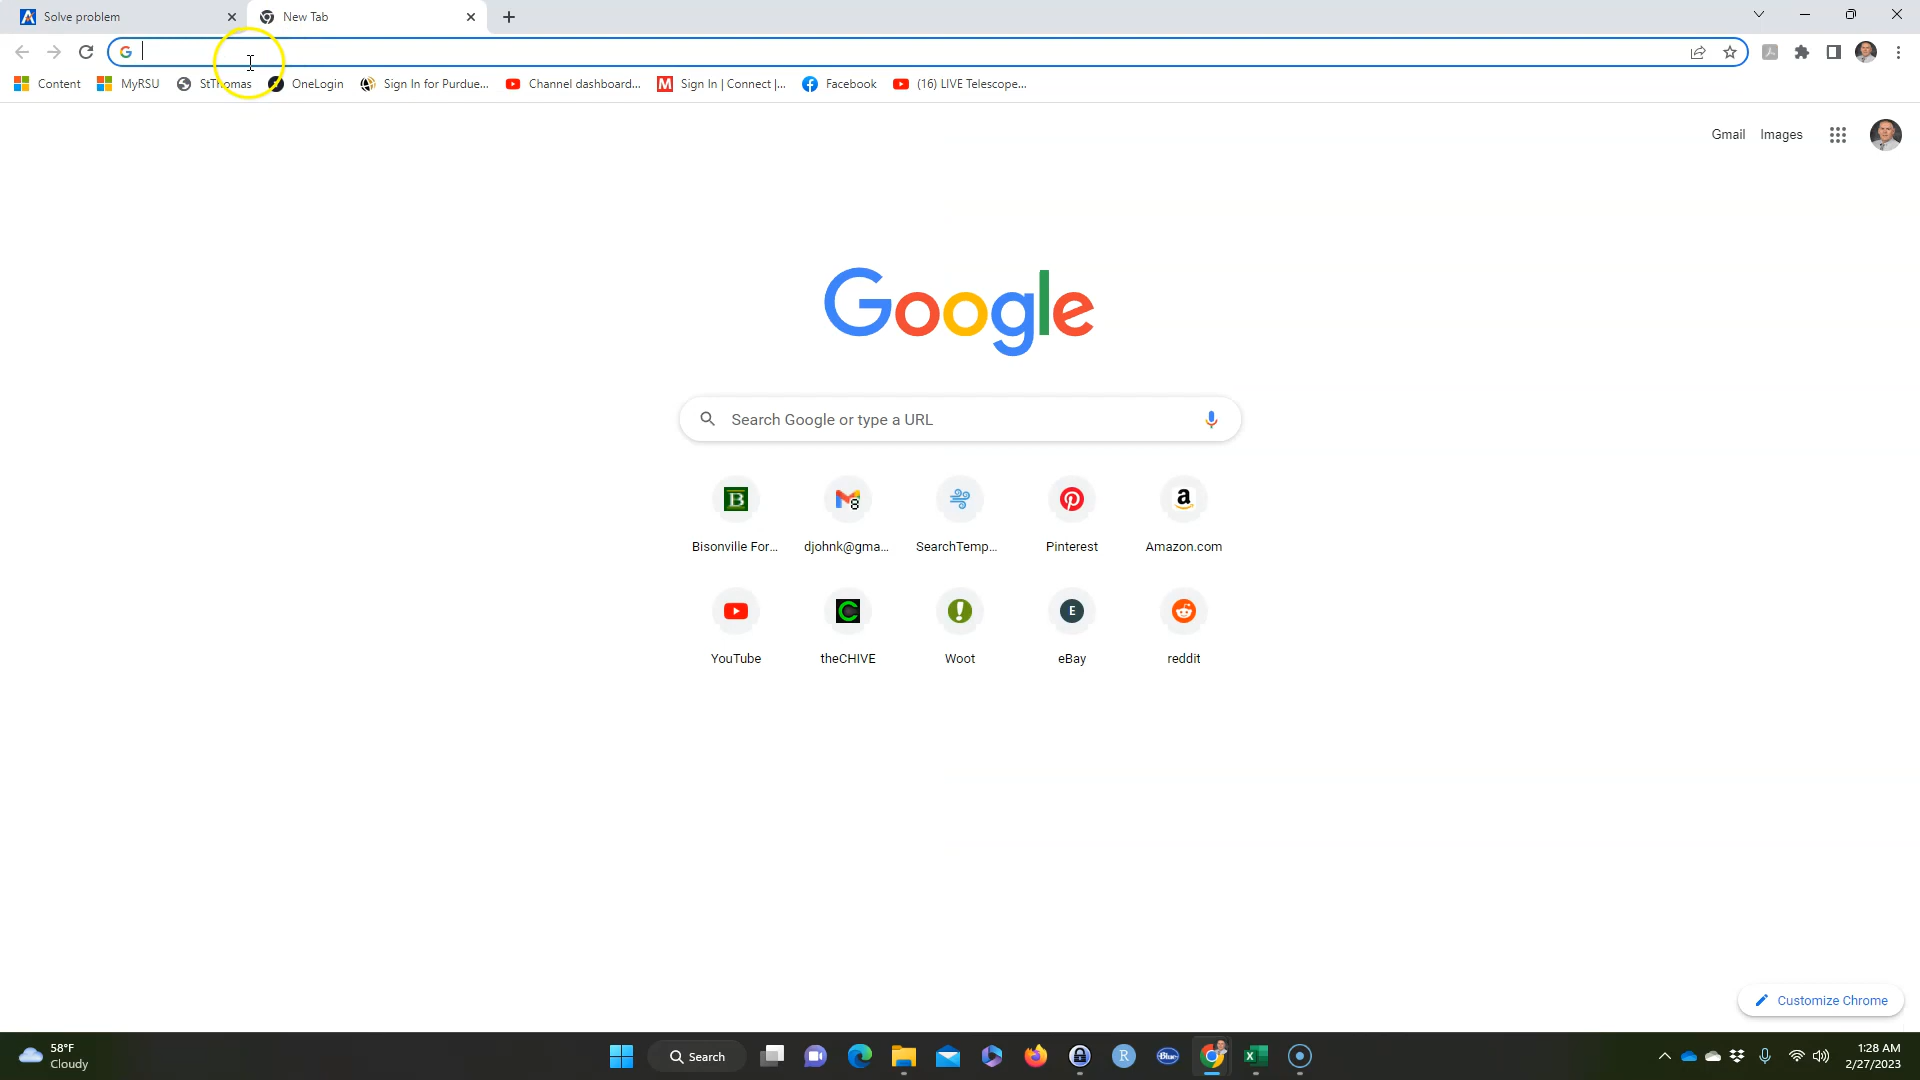 Solve problem
New Tab
Content
MyRSU
StThomas
OneLogin
Sign In for Purdue...
Channel dashboard...
M
Sign In | Connect |...
Facebook
(16) LIVE Telescope...
Gmail
Images
Google
Search Google or type a URL
Bisonville For...
djohnk@gma...
SearchTemp...
Pinterest
Amazon.com
YouTube
theCHIVE
Woot
eBay
reddit
Customize Chrome
58°F
Cloudy
Search
Blue
1:28 AM
2/27/2023